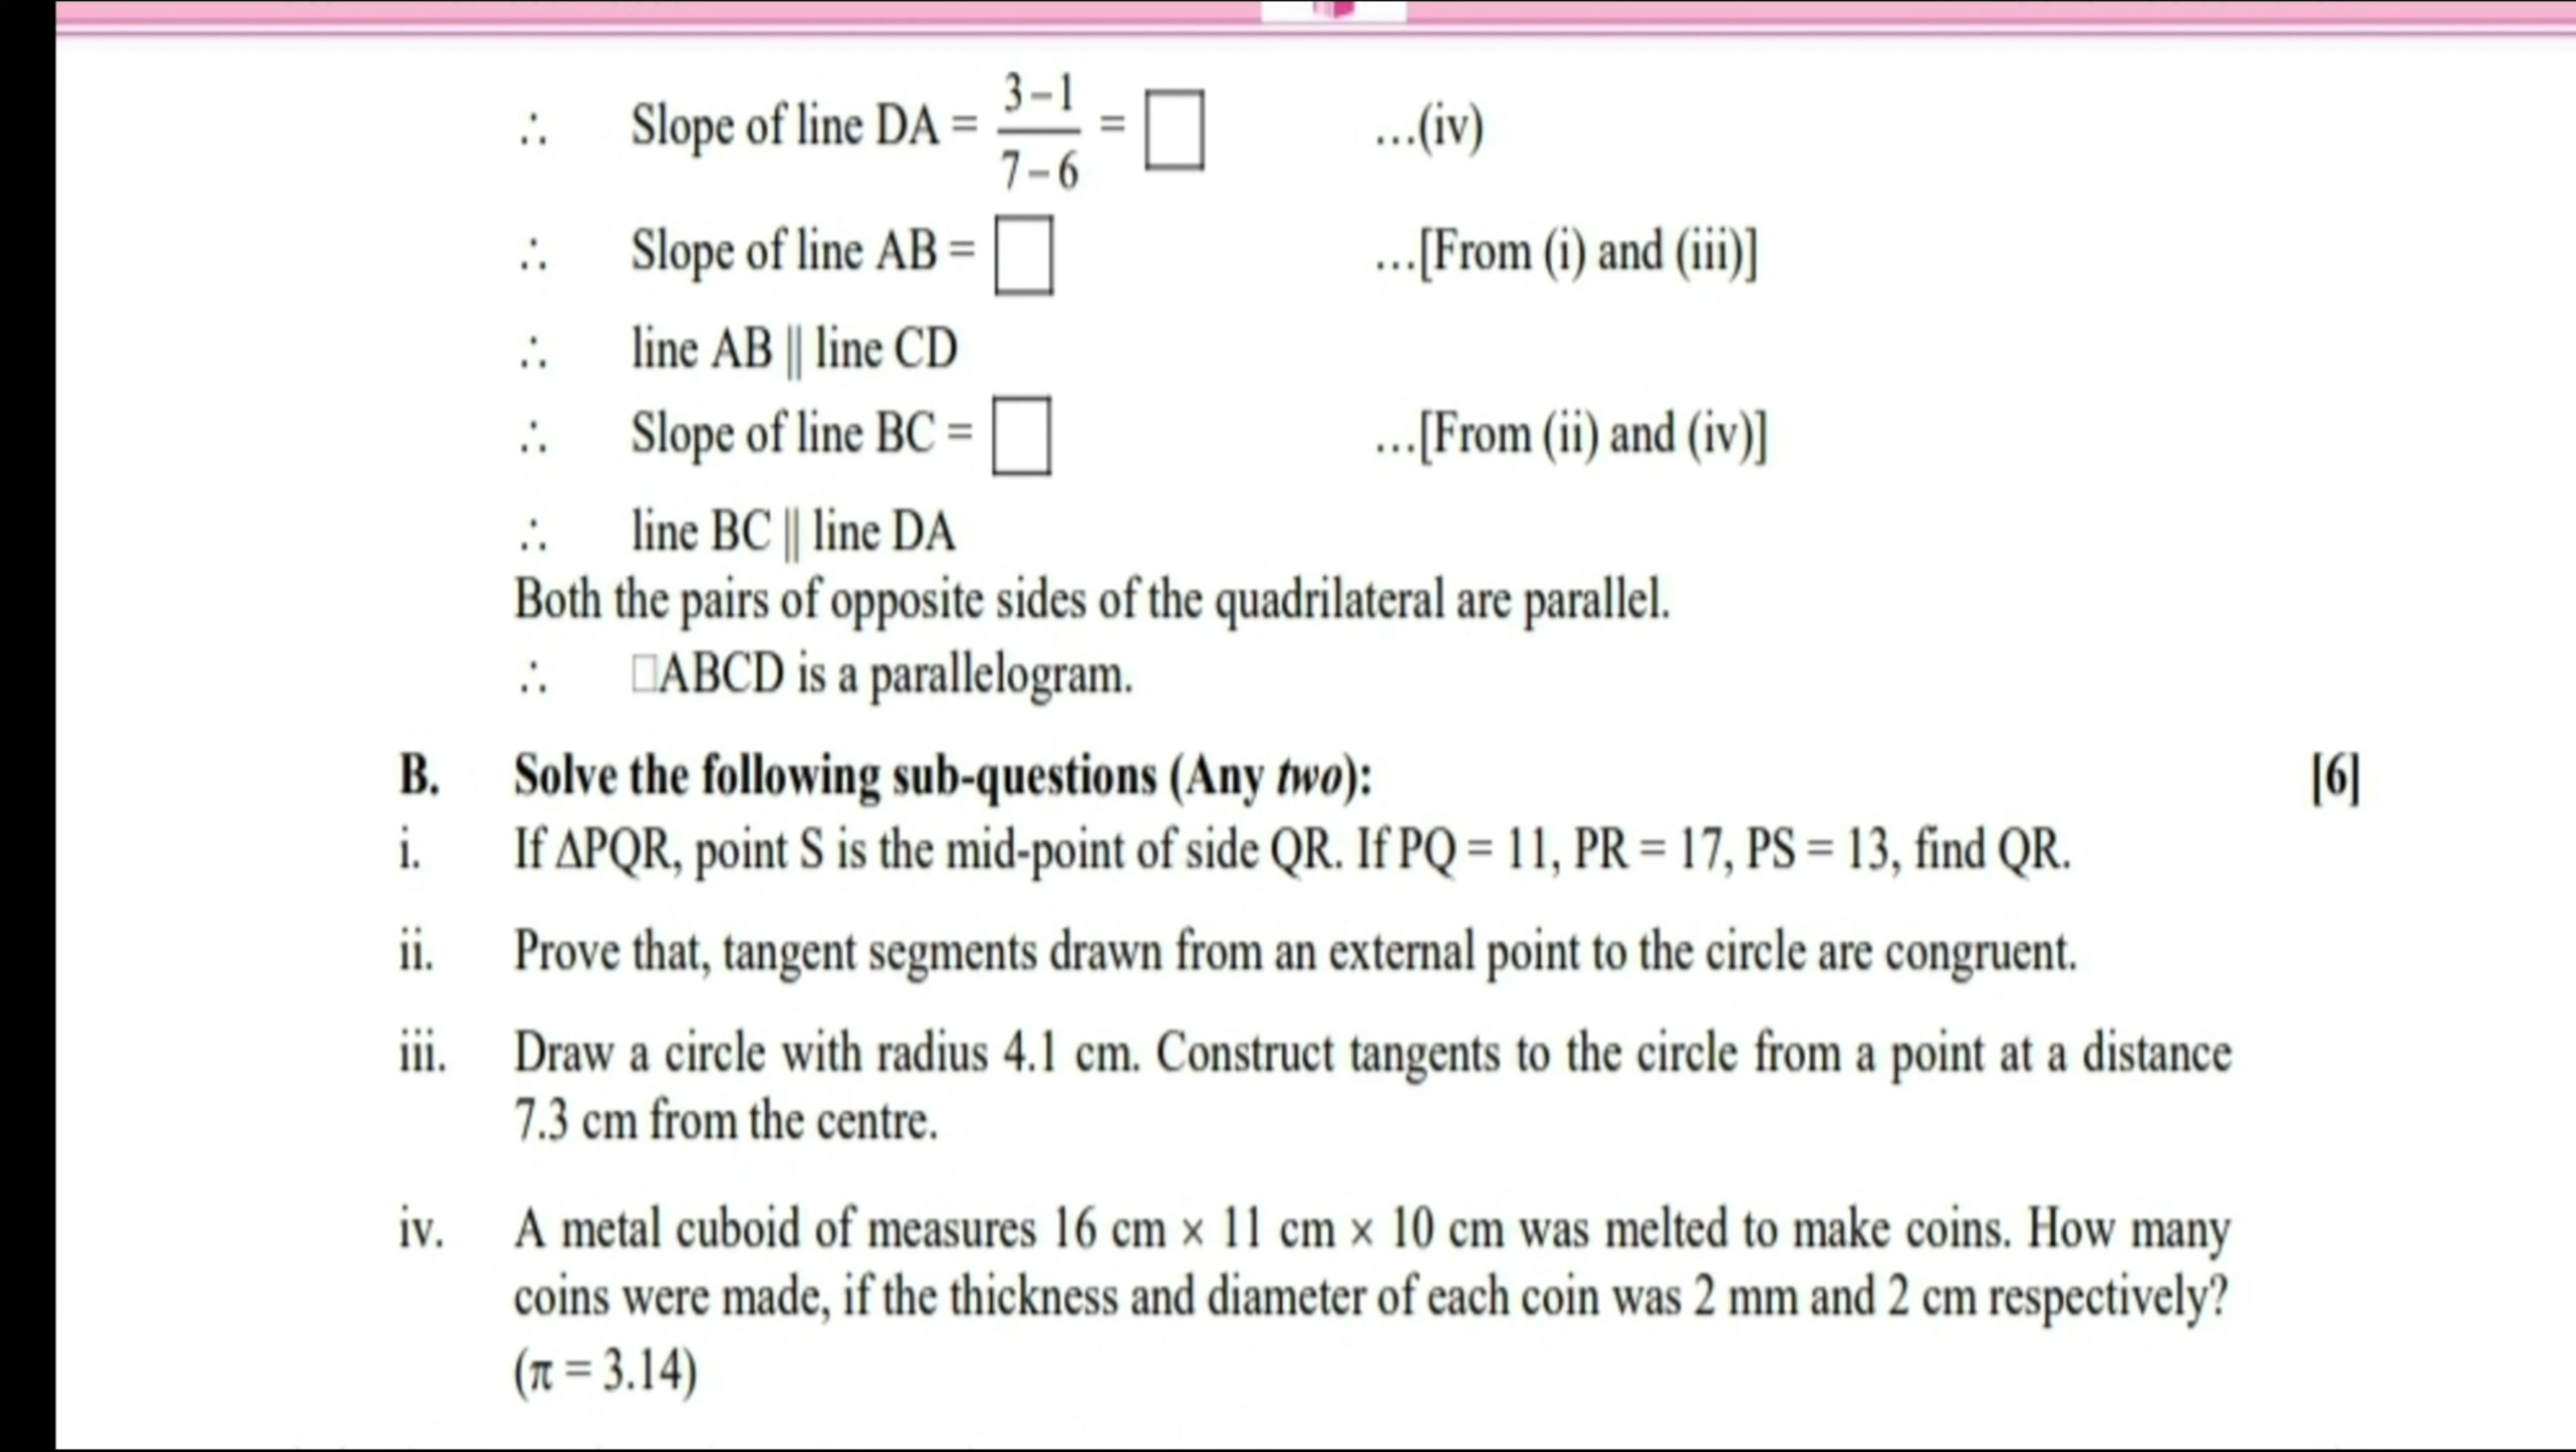 ∴ Slope of line DA = (3 – 1)/(7 – 6) = □ ...(iv)
∴ Slope of line AB = □ ...[From (i) and (iii)]
∴ line AB || line CD
∴ Slope of line BC = □ ...[From (ii) and (iv)]
∴ line BC || line DA
Both the pairs of opposite sides of the quadrilateral are parallel.
∴ □ABCD is a parallelogram.
B. Solve the following sub-questions (Any two): [6]
i. If ΔPQR, point S is the mid-point of side QR. If PQ = 11, PR = 17, PS = 13, find QR.
ii. Prove that, tangent segments drawn from an external point to the circle are congruent.
iii. Draw a circle with radius 4.1 cm. Construct tangents to the circle from a point at a distance
7.3 cm from the centre.
iv. A metal cuboid of measures 16 cm × 11 cm × 10 cm was melted to make coins. How many
coins were made, if the thickness and diameter of each coin was 2 mm and 2 cm respectively?
(π = 3.14)